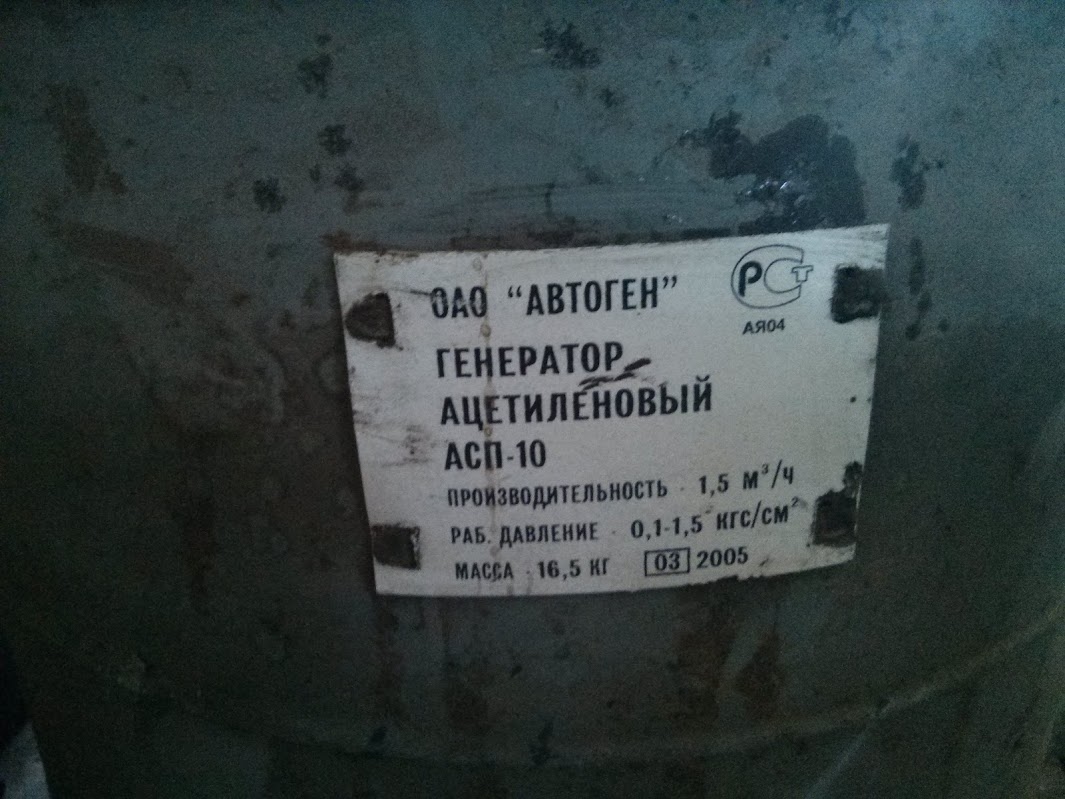 ОАО “АВТОГЕН”
РСТ
АЯ04
ГЕНЕРАТОР
АЦЕТИЛЕНОВЫЙ
АСП-10
ПРОИЗВОДИТЕЛЬНОСТЬ - 1,5 М³/Ч
РАБ. ДАВЛЕНИЕ - 0,1-1,5 КГС/СМ²
МАССА - 16,5 КГ 03 2005